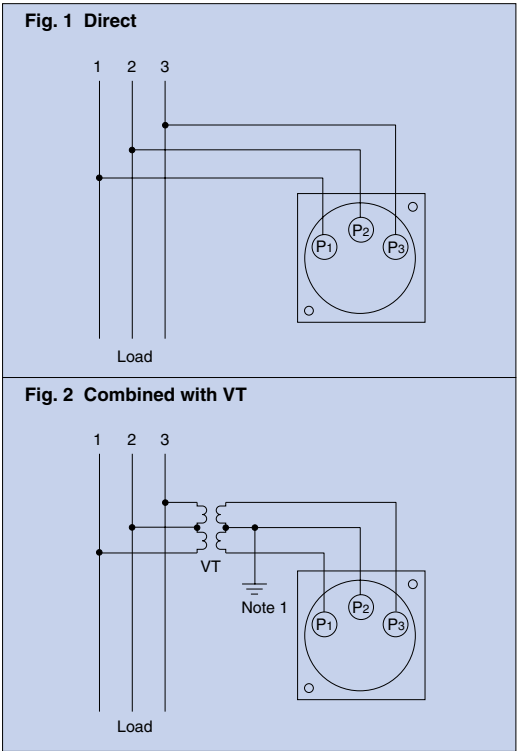 Fig. 1 Direct
1 2 3
P1 P2 P3
Load
Fig. 2 Combined with VT
1 2 3
VT
Note 1
P1 P2 P3
Load